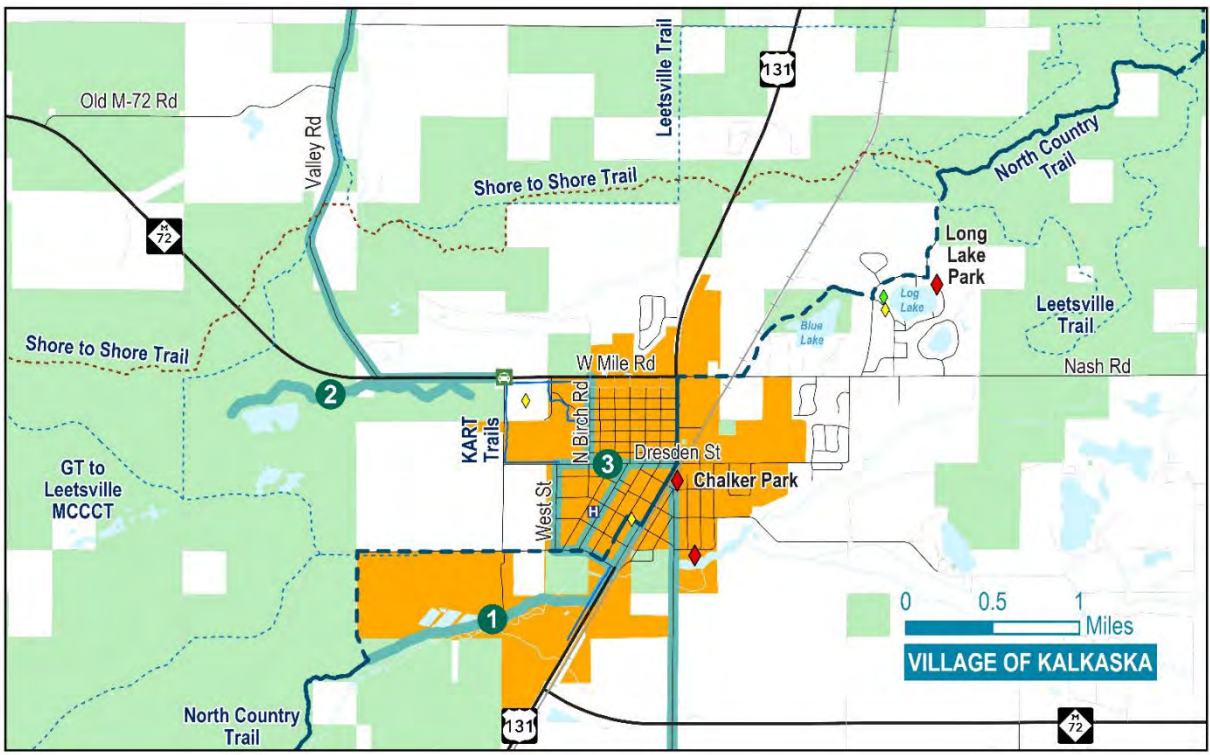 Old M-72 Rd
Valley Rd
Leetsville Trail
131
North Country
Trail
Shore to Shore Trail
M
72
Long
Lake
Park
Log
Lake
Leetsville
Trail
Blue
Lake
Shore to Shore Trail
W Mile Rd
Nash Rd
2
KART
Trails
N Birch Rd
Dresden St
3
Chalker Park
GT to
Leetsville
MCCCT
West St
H
1
0 0.5 1
Miles
VILLAGE OF KALKASKA
North Country
Trail
131
M
72